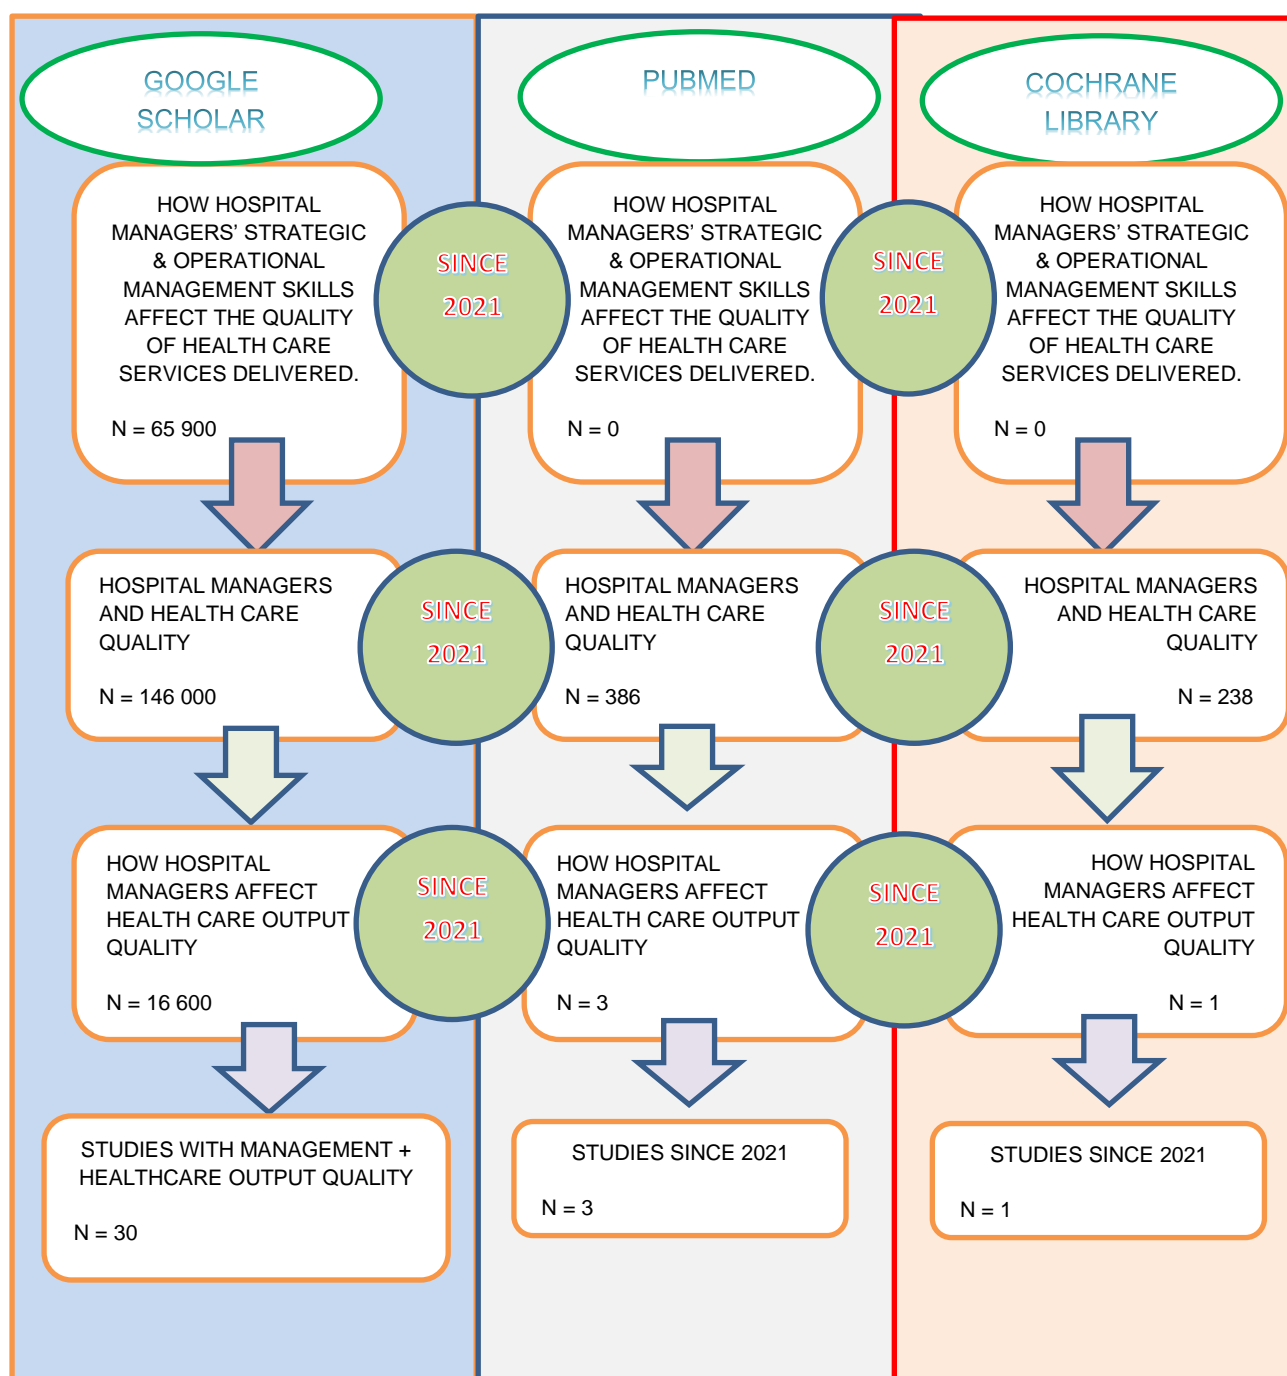 GOOGLE
SCHOLAR
HOW HOSPITAL
MANAGERS’ STRATEGIC
& OPERATIONAL
MANAGEMENT SKILLS
AFFECT THE QUALITY
OF HEALTH CARE
SERVICES DELIVERED.
N = 65 900
SINCE
2021
HOSPITAL MANAGERS
AND HEALTH CARE
QUALITY
N = 146 000
SINCE
2021
HOW HOSPITAL
MANAGERS AFFECT
HEALTH CARE OUTPUT
QUALITY
N = 16 600
SINCE
2021
STUDIES WITH MANAGEMENT +
HEALTHCARE OUTPUT QUALITY
N = 30
PUBMED
HOW HOSPITAL
MANAGERS’ STRATEGIC
& OPERATIONAL
MANAGEMENT SKILLS
AFFECT THE QUALITY
OF HEALTH CARE
SERVICES DELIVERED.
N = 0
SINCE
2021
HOSPITAL MANAGERS
AND HEALTH CARE
QUALITY
N = 386
SINCE
2021
HOW HOSPITAL
MANAGERS AFFECT
HEALTH CARE OUTPUT
QUALITY
N = 3
SINCE
2021
STUDIES SINCE 2021
N = 3
COCHRANE
LIBRARY
HOW HOSPITAL
MANAGERS’ STRATEGIC
& OPERATIONAL
MANAGEMENT SKILLS
AFFECT THE QUALITY
OF HEALTH CARE
SERVICES DELIVERED.
N = 0
HOSPITAL MANAGERS
AND HEALTH CARE
QUALITY
N = 238
HOW HOSPITAL
MANAGERS AFFECT
HEALTH CARE OUTPUT
QUALITY
N = 1
STUDIES SINCE 2021
N = 1